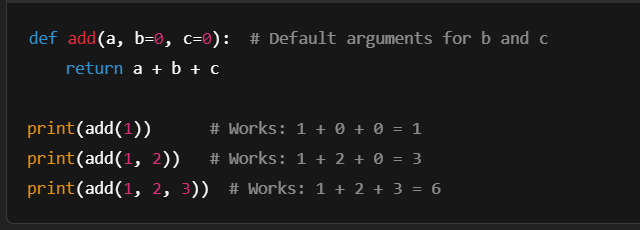 def add(a, b=0, c=0):  # Default arguments for b and c
    return a + b + c

print(add(1))      # Works: 1 + 0 + 0 = 1
print(add(1, 2))   # Works: 1 + 2 + 0 = 3
print(add(1, 2, 3))  # Works: 1 + 2 + 3 = 6